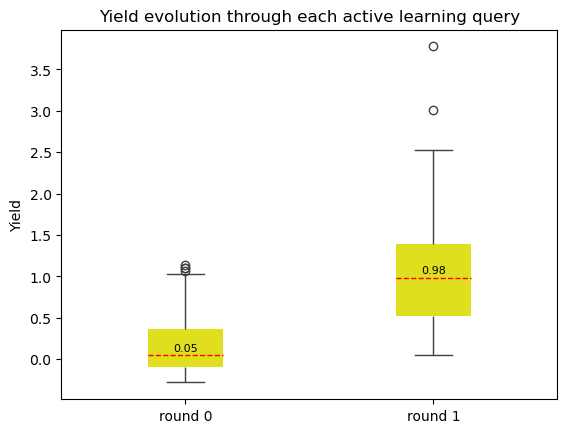 Yield evolution through each active learning query
Yield
3.5
3.0
2.5
2.0
1.5
1.0
0.5
0.0
0.98
0.05
round 0
round 1